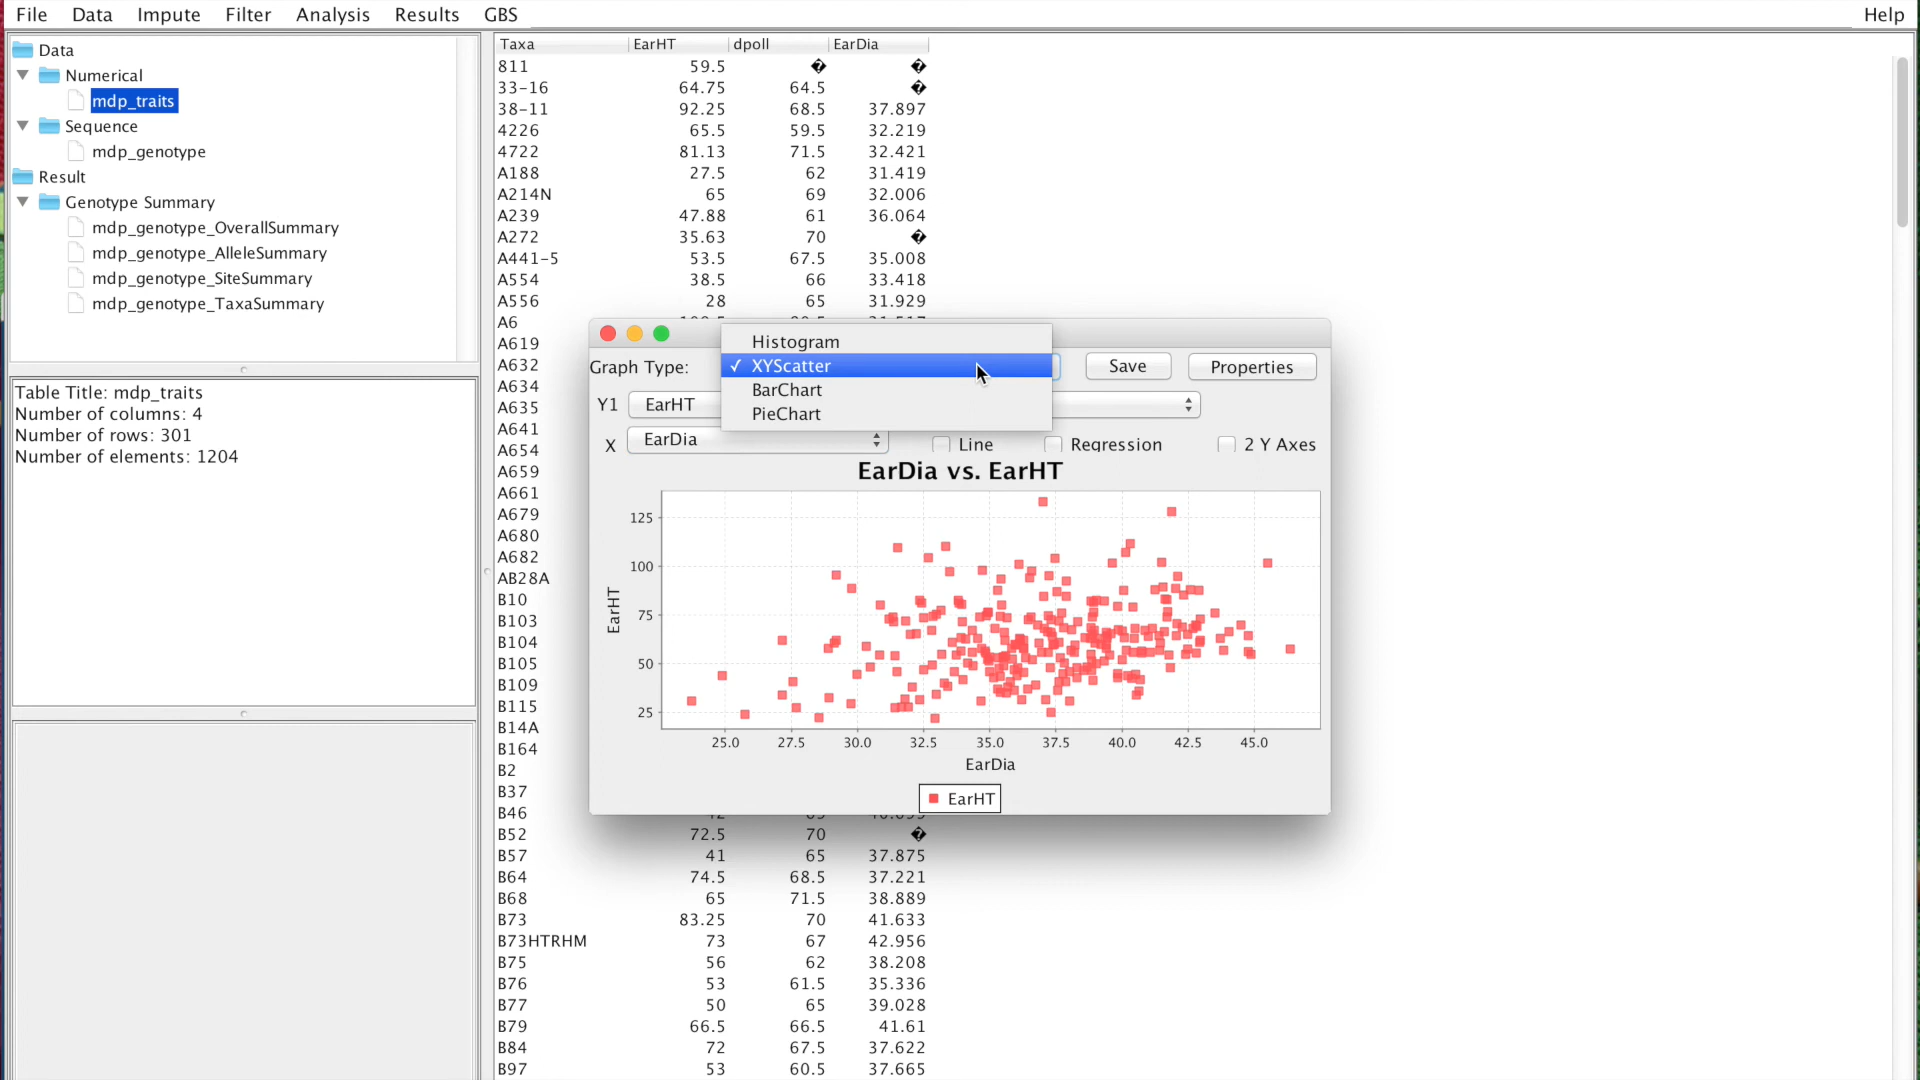 File Data Impute Filter Analysis Results GBS Help
Data
Numerical
mdp_traits
Sequence
mdp_genotype
Result
Genotype Summary
mdp_genotype_OverallSummary
mdp_genotype_AlleleSummary
mdp_genotype_SiteSummary
mdp_genotype_TaxaSummary
Table Title: mdp_traits
Number of columns: 4
Number of rows: 301
Number of elements: 1204
Taxa EarHT dpoll EarDia
811 59.5 � �
33-16 64.75 64.5 �
38-11 92.25 68.5 37.897
4226 65.5 59.5 32.219
4722 81.13 71.5 32.421
A188 27.5 62 31.419
A214N 65 69 32.006
A239 47.88 61 36.064
A272 35.63 70 �
A441-5 53.5 67.5 35.008
A554 38.5 66 33.418
A556 28 65 31.929
A6
A619
A632
A634
A635
A641
A654
A659
A661
A679
A680
A682
AB28A
B10
B103
B104
B105
B109
B115
B14A
B164
B2
B37
B46
B52 72.5 70 �
B57 41 65 37.875
B64 74.5 68.5 37.221
B68 65 71.5 38.889
B73 83.25 70 41.633
B73HTRHM 73 67 42.956
B75 56 62 38.208
B76 53 61.5 35.336
B77 50 65 39.028
B79 66.5 66.5 41.61
B84 72 67.5 37.622
B97 53 60.5 37.665
Graph Type:
Histogram
✓ XYScatter
BarChart
PieChart
Save Properties
Y1 EarHT
X EarDia Line Regression 2 Y Axes
EarDia vs. EarHT
EarHT
125
100
75
50
25
25.0 27.5 30.0 32.5 35.0 37.5 40.0 42.5 45.0
EarDia
EarHT